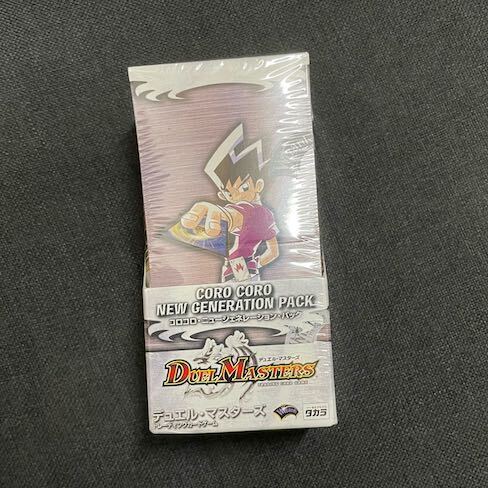 CORO CORO
NEW GENERATION PACK
コロコロ・ニュージェネレーション・パック
デュエル・マスターズ
DUEL MASTERS
TRADING CARD GAME
デュエル・マスターズ
トレーディングカードゲーム
タカラ